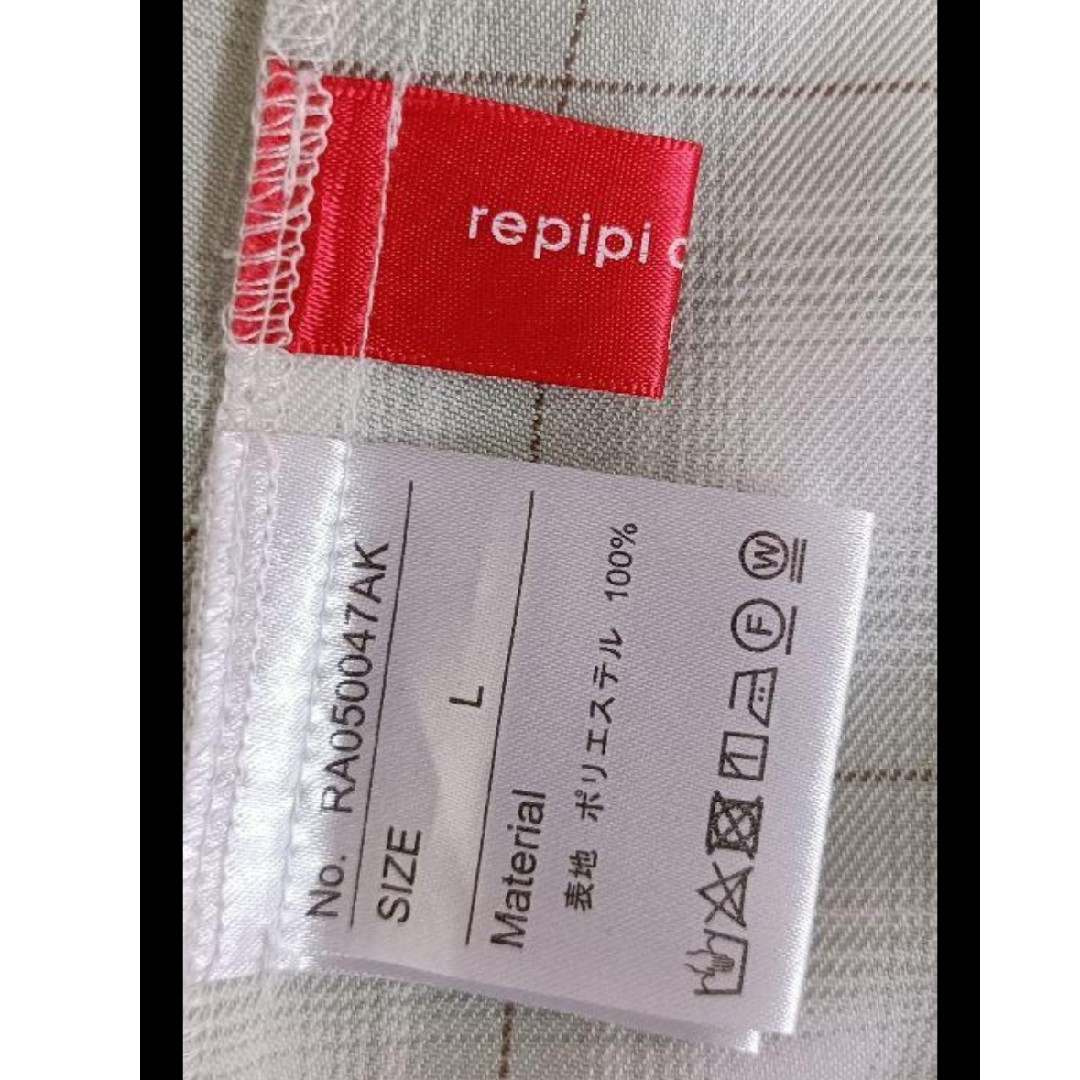 repipi
No. RA050047AK
SIZE
L
Material
表地 ポリエステル 100%
F
W